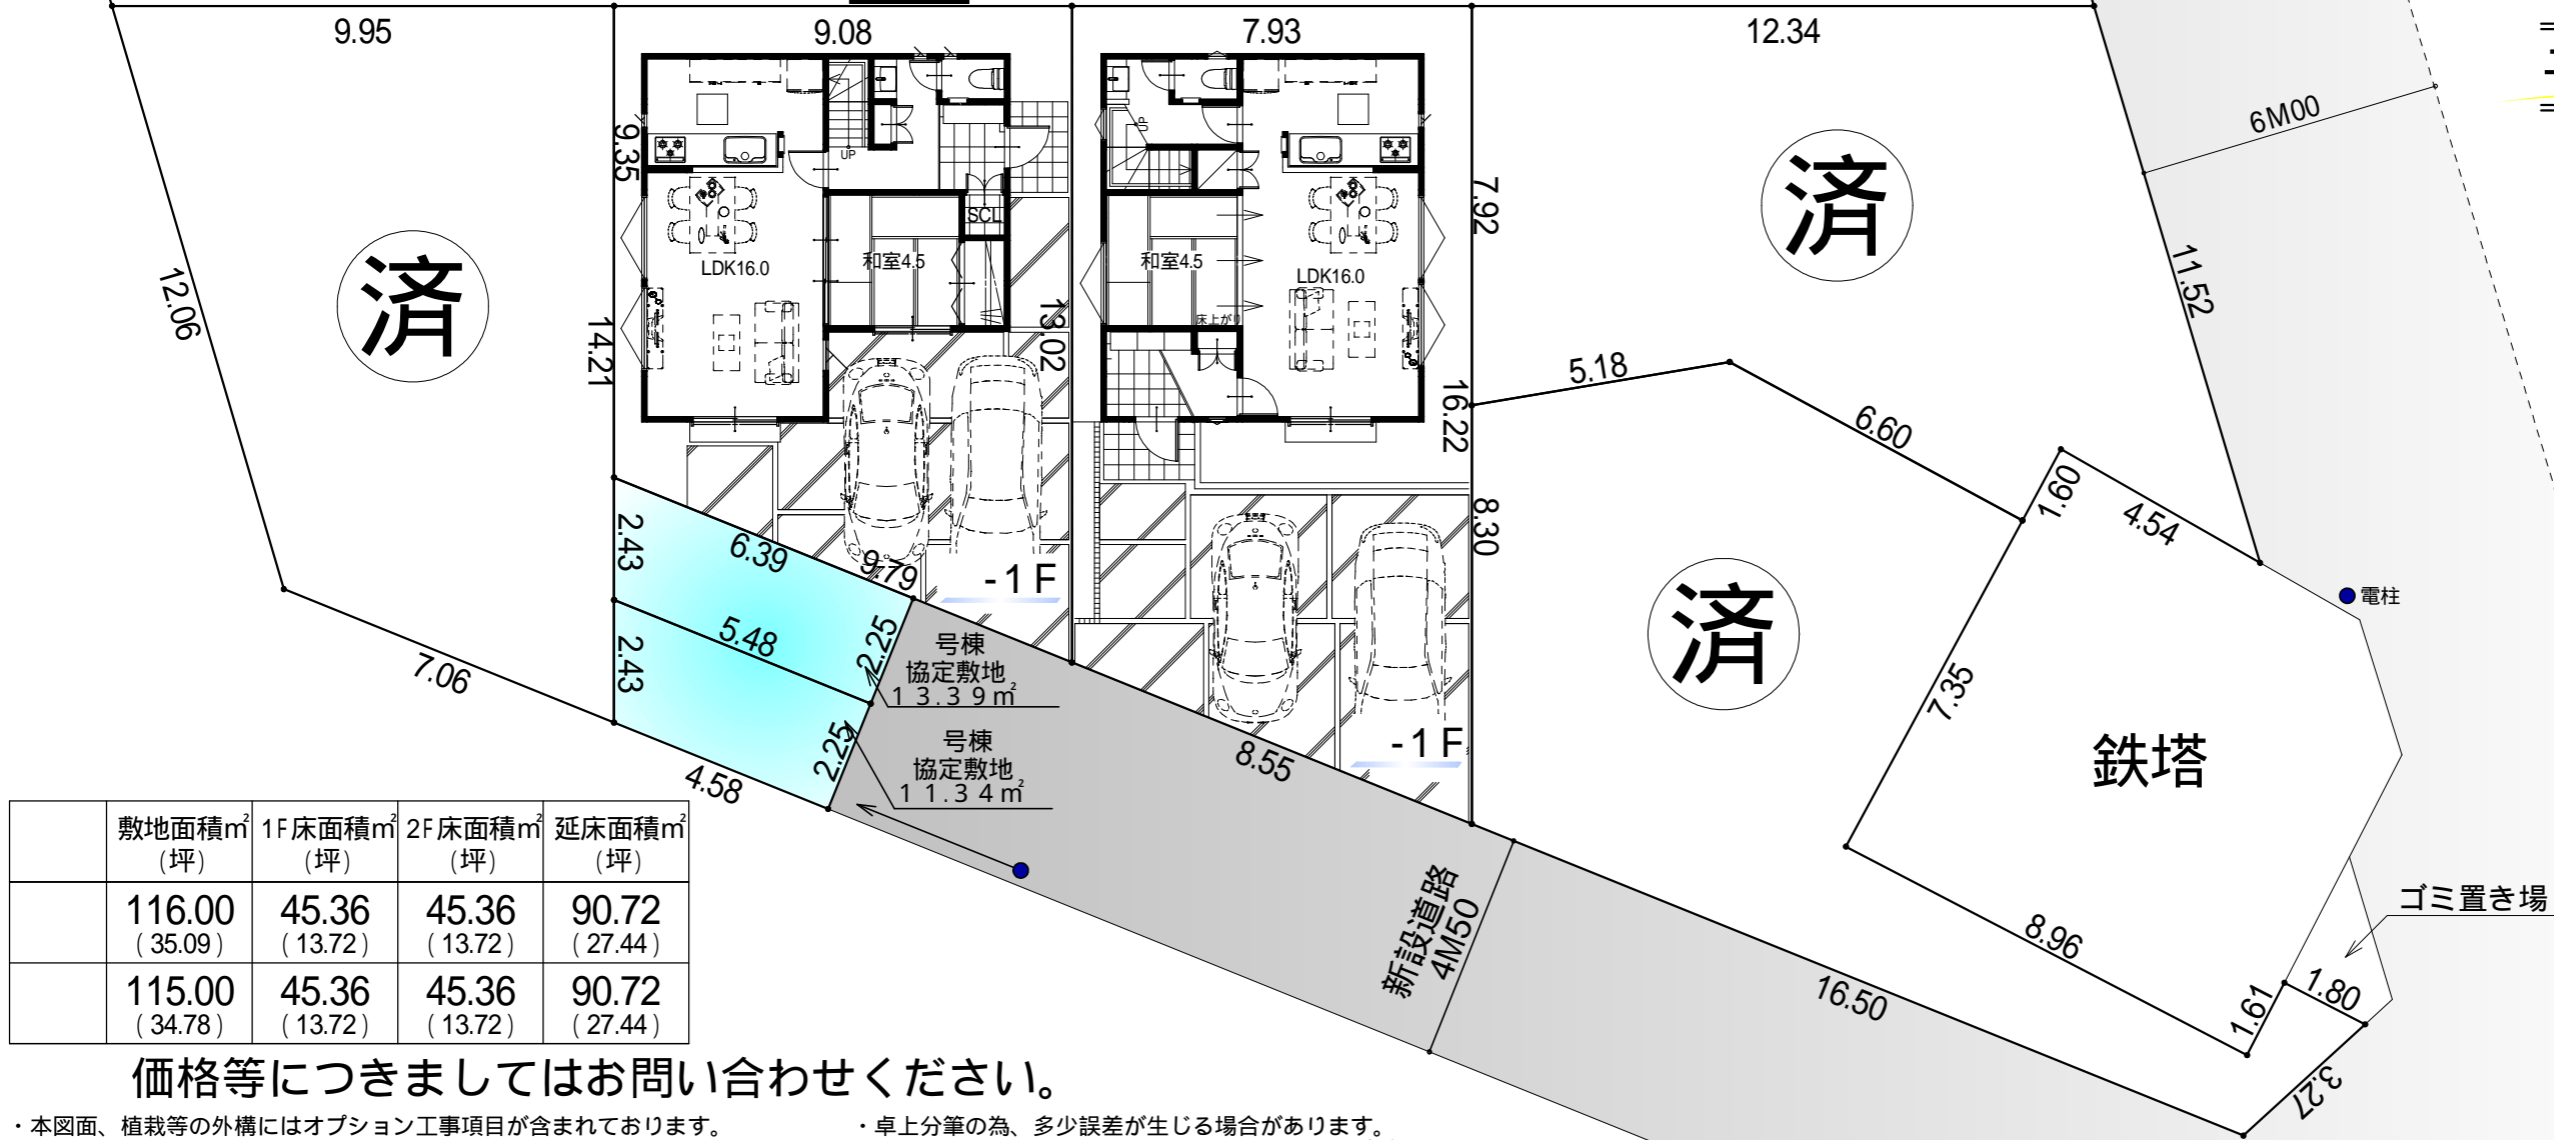 9.95
9.08
7.93
12.34
6M00
9.35
UP
UP
7.92
済
済
SCL
和室4.5
LDK16.0
和室4.5
LDK16.0
床上がり
12.06
14.21
13.02
11.52
5.18
16.22
6.60
1.60
4.54
2.43
6.39
9.79
-1F
8.30
電柱
済
5.48
2.25
号棟
協定敷地
13.39㎡
2.43
7.06
7.35
2.25
号棟
協定敷地
11.34㎡
4.58
8.55
-1F
鉄塔
新設道路
4M50
16.50
8.96
ゴミ置き場
1.61
1.80
3.27
敷地面積㎡ 1F床面積㎡ 2F床面積㎡ 延床面積㎡
(坪) (坪) (坪) (坪)
116.00 45.36 45.36 90.72
(35.09) (13.72) (13.72) (27.44)
115.00 45.36 45.36 90.72
(34.78) (13.72) (13.72) (27.44)
価格等につきましてはお問い合わせください。
・本図面、植栽等の外構にはオプション工事項目が含まれております。
・卓上分筆の為、多少誤差が生じる場合があります。